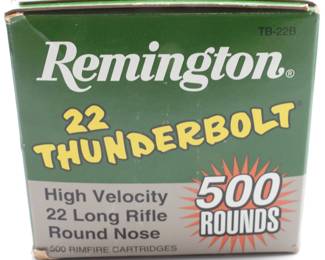 TB-22B
Remington®
22
THUNDERBOLT®
High Velocity
22 Long Rifle
Round Nose
500 RIMFIRE CARTRIDGES
500
ROUNDS